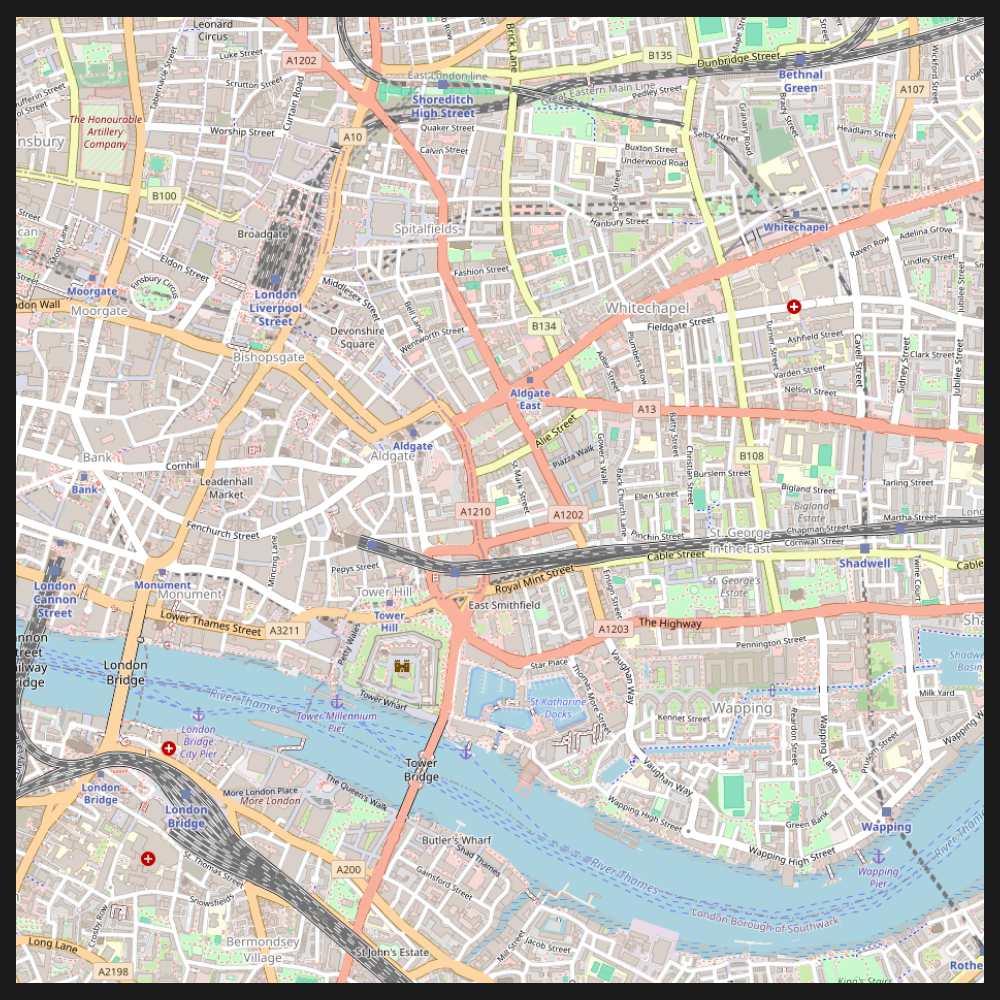 Leonard
Circus
Luke Street
A1202
Brick Lane
B135
Maple St
Dunbridge Street
Bethnal
Green
A107
Wickford Street
Scrutton Street
Tabernacle Street
Curtain Road
East London line
Shoreditch
High Street
Great Eastern Main Line
Pedley Street
Brady Street
Granary Road
The Honourable
Artillery
Company
Worship Street
A10
Quaker Street
Calvin Street
Selby Street
Headlam Street
Buxton Street
Underwood Road
nsbury
B100
Deal Street
Hanbury Street
Whitechapel
Adelina Grove
Raven Row
Lindley Street
Spitalfields
Broadgate
Moor Lane
Eldon Street
Fashion Street
Middlesex Street
Moorgate
Moorgate
Finsbury Circus
London
Liverpool
Street
Bell Lane
Devonshire
Square
Wentworth Street
B134
Whitechapel
Fieldgate Street
Plumbers Row
Adler Street
Turner Street
Ashfield Street
Varden Street
Nelson Street
Cavell Street
Sidney Street
Clark Street
Jubilee Street
Jubilee Street
don Wall
Bishopsgate
Aldgate
East
A13
Alie Street
Batty Street
Aldgate
Aldgate
Piazza Walk
Gower's Walk
Back Church Lane
Christian Street
B108
Burslem Street
Bigland Street
Bigland
Estate
Tarling Street
Martha Street
Bank
Bank
Cornhill
Leadenhall
Market
St Mark Street
Ellen Street
A1210
A1202
Fenchurch Street
Mincing Lane
Pinchin Street
St. George
in-the-East
Chapman Street
Cornwall Street
Cable Street
Cable
Shadwell
London
Cannon
Street
Monument
Monument
Pepys Street
Tower Hill
Tower
Hill
Royal Mint Street
East Smithfield
Ensign Street
St. George's
Estate
Twine Court
Lower Thames Street
A3211
Petty Wales
A1203
The Highway
Pennington Street
London
Bridge
Star Place
Vaughan Way
Thomas More Street
Milk Yard
River Thames
Tower Wharf
St Katharine
Docks
Tower Millennium
Pier
London
Bridge
City Pier
Wapping
Kennet Street
Reardon Street
Wapping Lane
Prusom Street
Tower
Bridge
Vaughan Way
London
Bridge
London
Bridge
More London Place
More London
The Queen's Walk
Wapping High Street
Green Bank
Wapping
Wapping High Street
Wapping
Pier
Butler's Wharf
Shad Thames
Gainsford Street
River Thames
River Thames
London Borough of Southwark
St. Thomas Street
Snowsfields
A200
Crosby Row
Long Lane
Bermondsey
Village
St John's Estate
Mill Street
Jacob Street
A2198
Rothe
King's Stairs